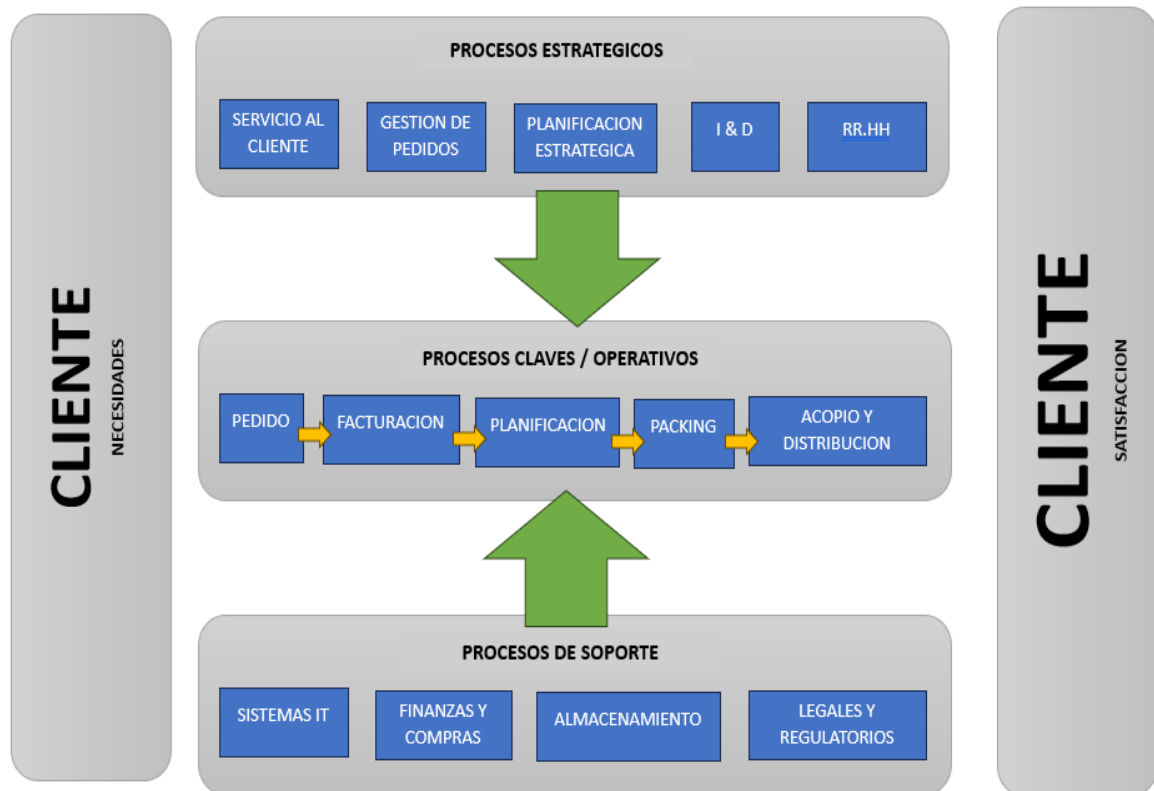 CLIENTE
NECESIDADES
PROCESOS ESTRATEGICOS
SERVICIO AL
CLIENTE
GESTION DE
PEDIDOS
PLANIFICACION
ESTRATEGICA
I & D
RR.HH
PROCESOS CLAVES / OPERATIVOS
PEDIDO
FACTURACION
PLANIFICACION
PACKING
ACOPIO Y
DISTRIBUCION
PROCESOS DE SOPORTE
SISTEMAS IT
FINANZAS Y
COMPRAS
ALMACENAMIENTO
LEGALES Y
REGULATORIOS
CLIENTE
SATISFACCION